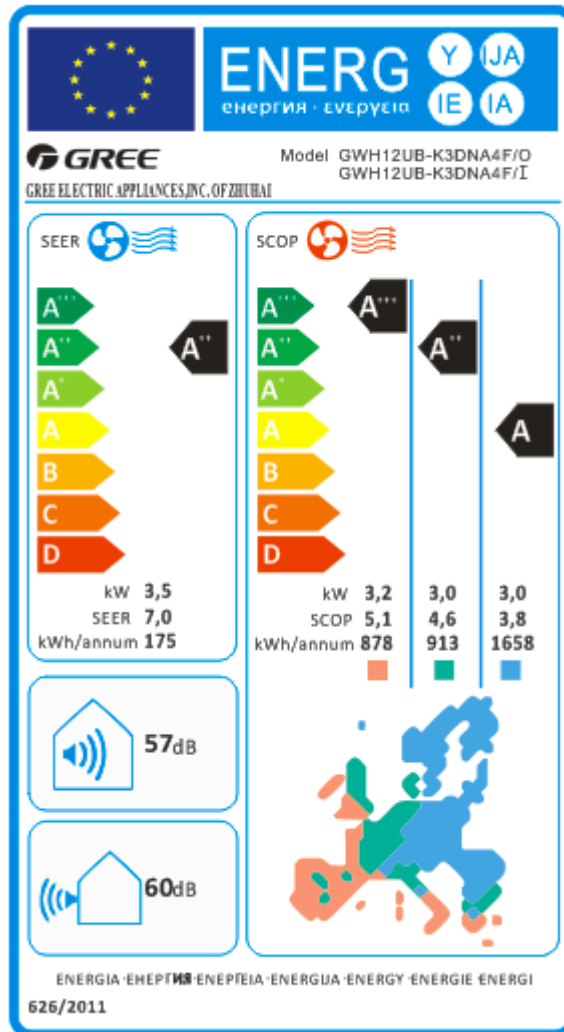 ENERG Y IJA
енергия · ενεργεια IE IA
GREE Model GWH12UB-K3DNA4F/O
GWH12UB-K3DNA4F/I
GREE ELECTRIC APPLIANCES,INC. OF ZHUHAI
SEER
A+++
A++ A++
A+
A
B
C
D
kW 3,5
SEER 7,0
kWh/annum 175
SCOP
A+++ A+++
A++ A++
A+
A A
B
C
D
kW 3,2 3,0 3,0
SCOP 5,1 4,6 3,8
kWh/annum 878 913 1658
57dB
60dB
ENERGIA ·ЕНЕРГИЯ ·ΕΝΕΡΓΕΙΑ ·ENERGIJA ·ENERGY ·ENERGIE ·ENERGI
626/2011